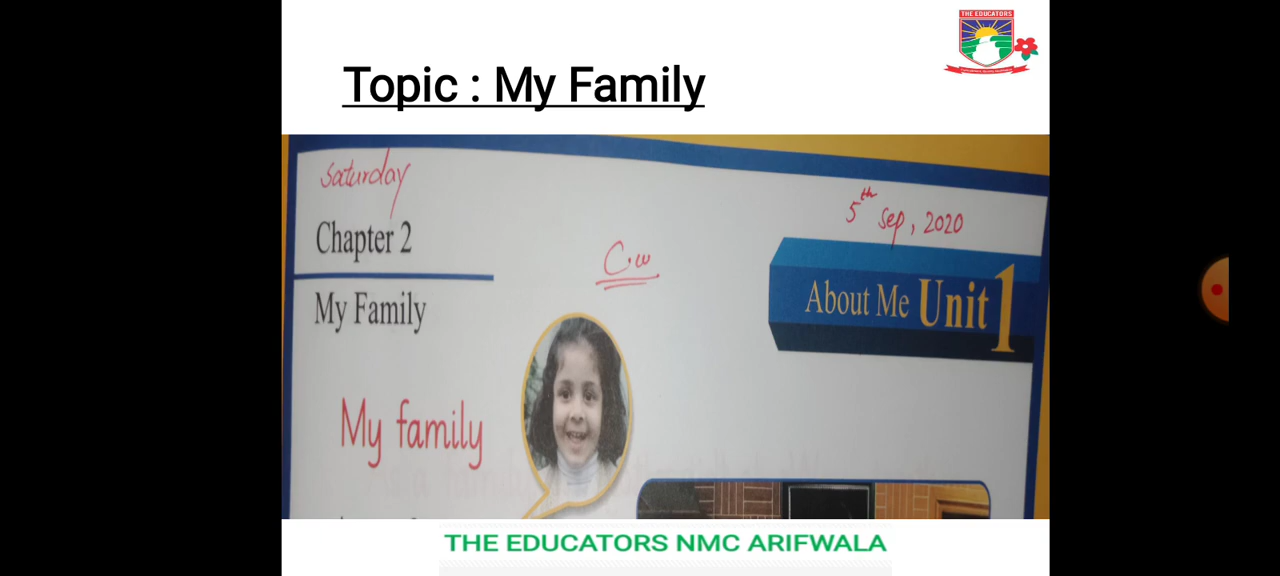 THE EDUCATORS
Topic : My Family
Saturday
5th Sep, 2020
Chapter 2
C.w
About Me Unit 1
My Family
My family
THE EDUCATORS NMC ARIFWALA